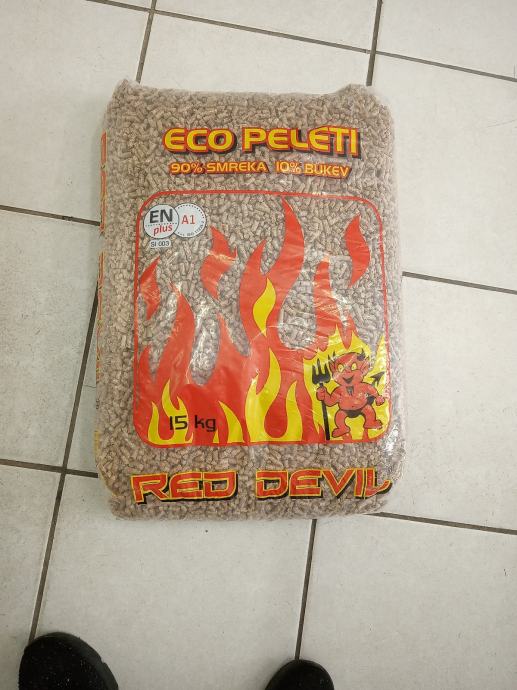 ECO PELETI
90% SMREKA 10% BUKEV
EN
plus
A1
SI 003
15 kg
RED DEVIL